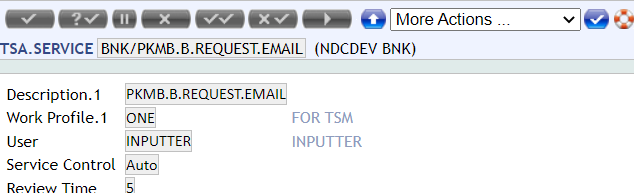 More Actions ...
TSA.SERVICE BNK/PKMB.B.REQUEST.EMAIL (NDCDEV BNK)
Description.1 PKMB.B.REQUEST.EMAIL
Work Profile.1 ONE FOR TSM
User INPUTTER INPUTTER
Service Control Auto
Review Time 5